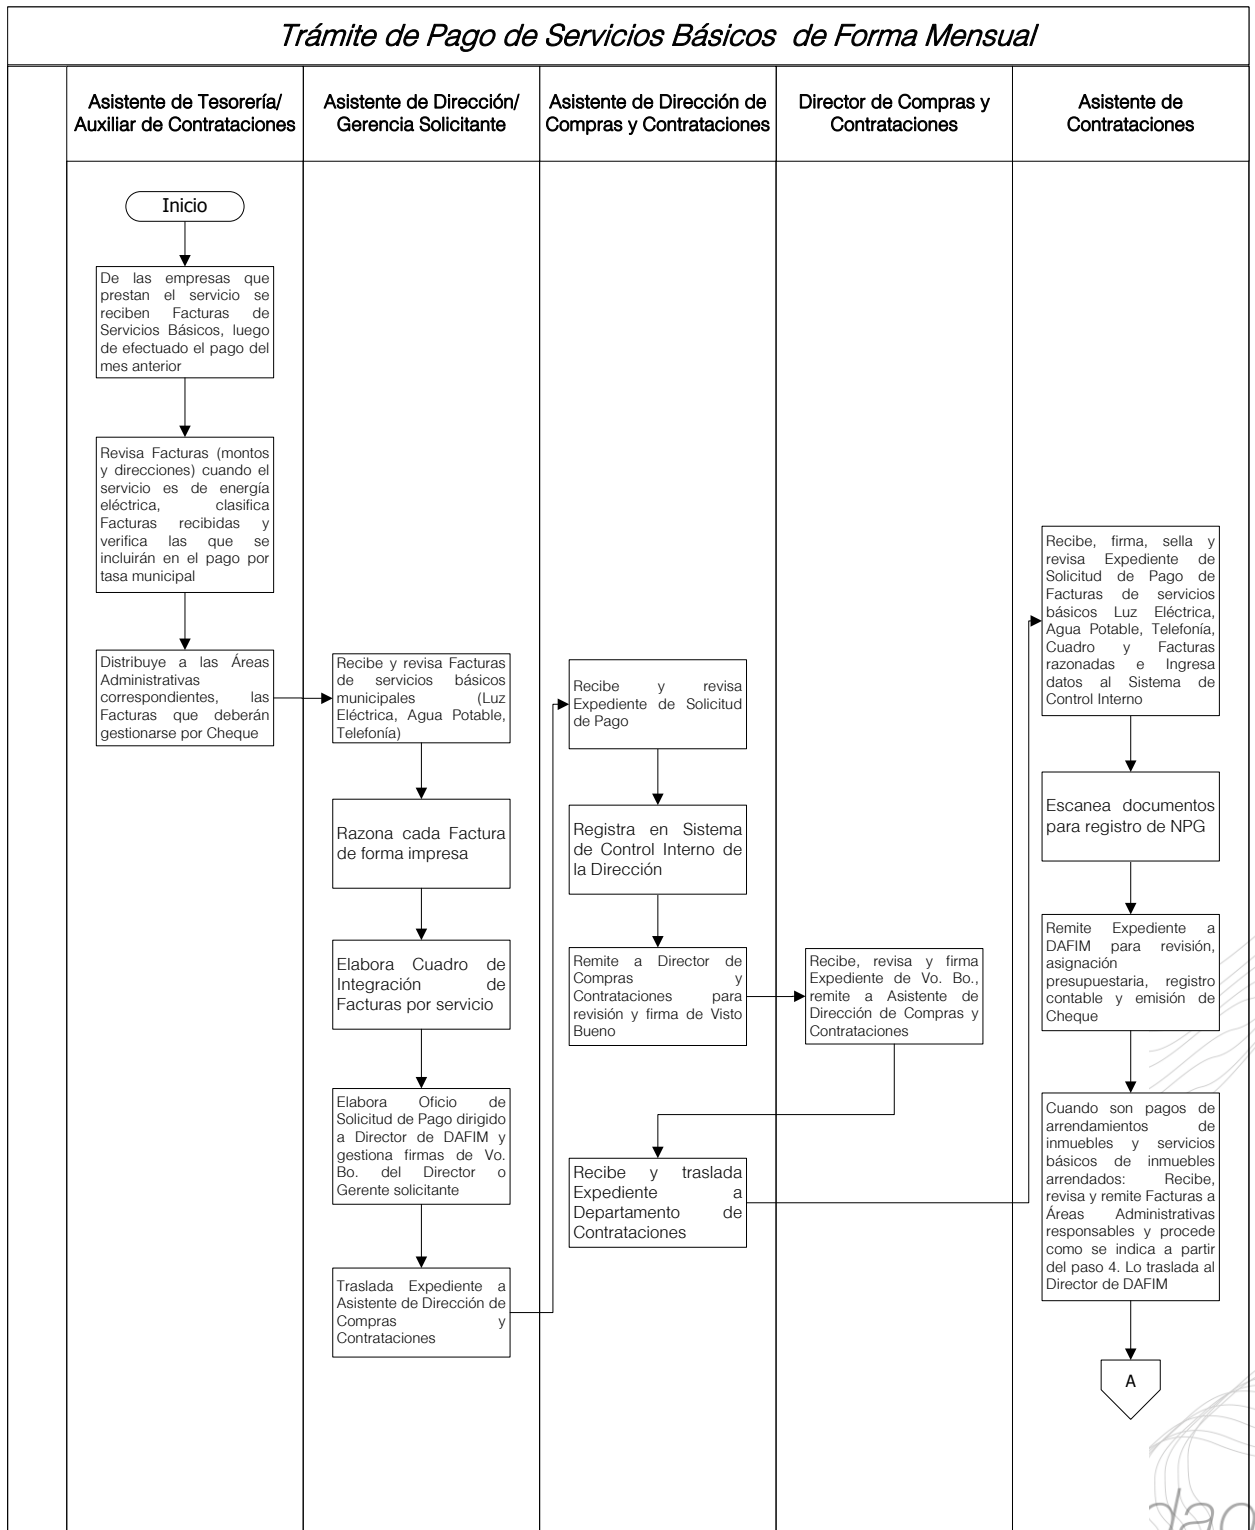 Trámite de Pago de Servicios Básicos de Forma Mensual
Asistente de Tesorería/
Auxiliar de Contrataciones
Asistente de Dirección/
Gerencia Solicitante
Asistente de Dirección de
Compras y Contrataciones
Director de Compras y
Contrataciones
Asistente de
Contrataciones
Inicio
De las empresas que
prestan el servicio se
reciben Facturas de
Servicios Básicos, luego
de efectuado el pago del
mes anterior
Revisa Facturas (montos
y direcciones) cuando el
servicio es de energía
eléctrica, clasifica
Facturas recibidas y
verifica las que se
incluirán en el pago por
tasa municipal
Distribuye a las Áreas
Administrativas
correspondientes, las
Facturas que deberán
gestionarse por Cheque
Recibe y revisa Facturas
de servicios básicos
municipales (Luz
Eléctrica, Agua Potable,
Telefonía)
Razona cada Factura
de forma impresa
Elabora Cuadro de
Integración de
Facturas por servicio
Elabora Oficio de
Solicitud de Pago dirigido
a Director de DAFIM y
gestiona firmas de Vo.
Bo. del Director o
Gerente solicitante
Traslada Expediente a
Asistente de Dirección de
Compras y
Contrataciones
Recibe y revisa
Expediente de Solicitud
de Pago
Registra en Sistema
de Control Interno de
la Dirección
Remite a Director de
Compras y
Contrataciones para
revisión y firma de Visto
Bueno
Recibe, revisa y firma
Expediente de Vo. Bo.,
remite a Asistente de
Dirección de Compras y
Contrataciones
Recibe y traslada
Expediente a
Departamento de
Contrataciones
Recibe, firma, sella y
revisa Expediente de
Solicitud de Pago de
Facturas de servicios
básicos Luz Eléctrica,
Agua Potable, Telefonía,
Cuadro y Facturas
razonadas e Ingresa
datos al Sistema de
Control Interno
Escanea documentos
para registro de NPG
Remite Expediente a
DAFIM para revisión,
asignación
presupuestaria, registro
contable y emisión de
Cheque
Cuando son pagos de
arrendamientos de
inmuebles y servicios
básicos de inmuebles
arrendados: Recibe,
revisa y remite Facturas a
Áreas Administrativas
responsables y procede
como se indica a partir
del paso 4. Lo traslada al
Director de DAFIM
A